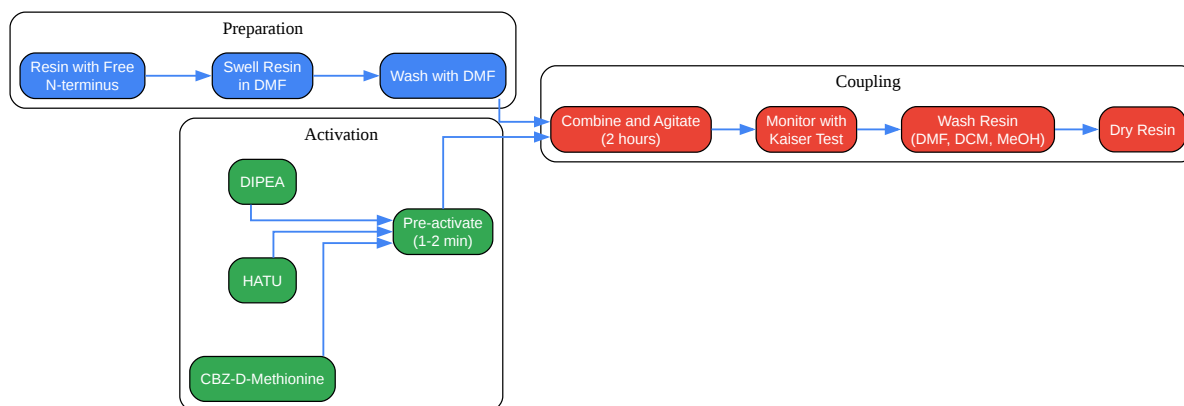 Preparation
Resin with Free
N-terminus
Swell Resin
in DMF
Wash with DMF
Activation
DIPEA
HATU
CBZ-D-Methionine
Pre-activate
(1-2 min)
Coupling
Combine and Agitate
(2 hours)
Monitor with
Kaiser Test
Wash Resin
(DMF, DCM, MeOH)
Dry Resin